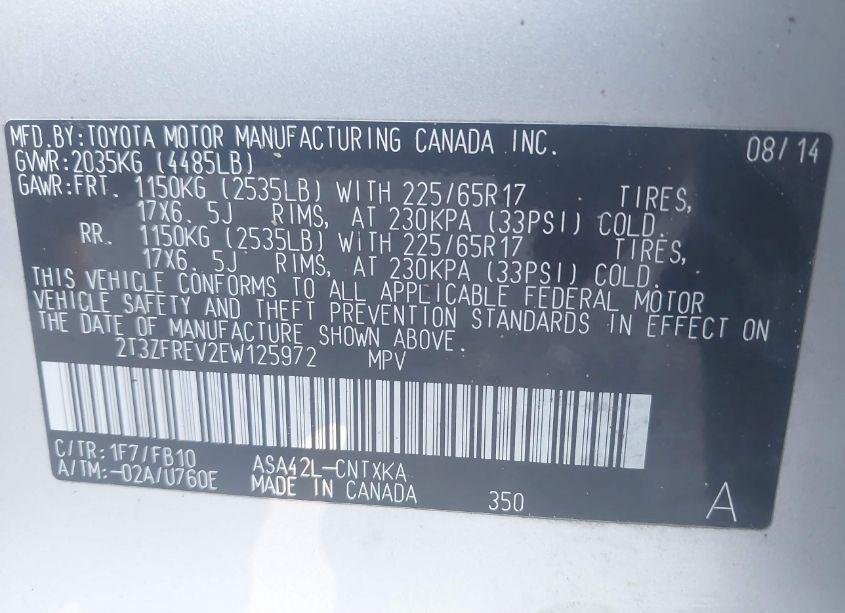 MFD.BY:TOYOTA MOTOR MANUFACTURING CANADA INC. 08/14
GVWR:2035KG (4485LB)
GAWR:FRT. 1150KG (2535LB) WITH 225/65R17 TIRES,
17X6. 5J RIMS, AT 230KPA (33PSI) COLD.
RR. 1150KG (2535LB) WITH 225/65R17 TIRES,
17X6. 5J RIMS, AT 230KPA (33PSI) COLD.
THIS VEHICLE CONFORMS TO ALL APPLICABLE FEDERAL MOTOR
VEHICLE SAFETY AND THEFT PREVENTION STANDARDS IN EFFECT ON
THE DATE OF MANUFACTURE SHOWN ABOVE.
2T3ZFREV2EW125972 MPV
C/TR:1F7/FB10 ASA42L-CNTXKA
A/TM:-02A/U760E MADE IN CANADA 350 A